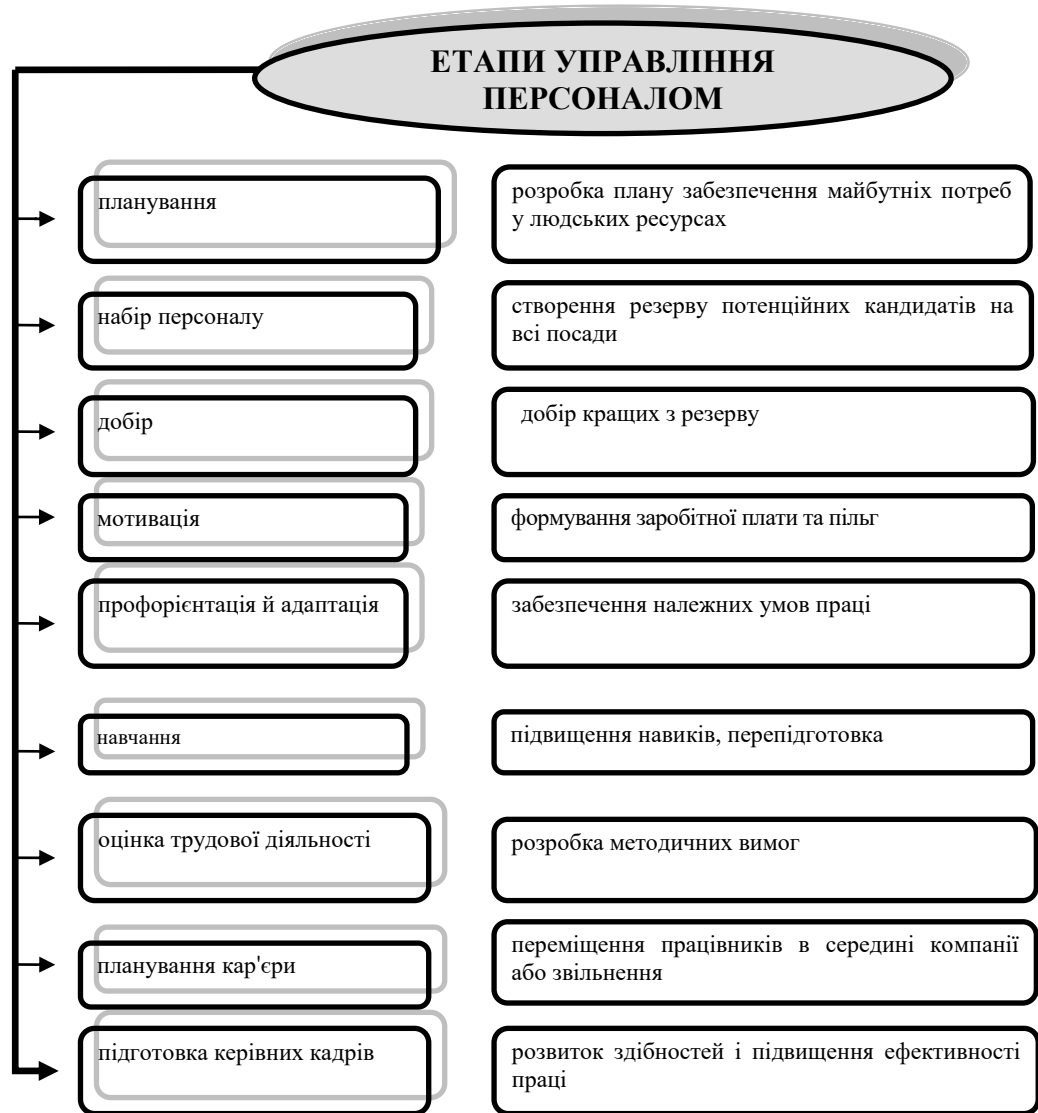 ЕТАПИ УПРАВЛІННЯ
ПЕРСОНАЛОМ
планування
розробка плану забезпечення майбутніх потреб
у людських ресурсах
набір персоналу
створення резерву потенційних кандидатів на
всі посади
добір
добір кращих з резерву
мотивація
формування заробітної плати та пільг
профорієнтація й адаптація
забезпечення належних умов праці
навчання
підвищення навиків, перепідготовка
оцінка трудової діяльності
розробка методичних вимог
планування кар'єри
переміщення працівників в середині компанії
або звільнення
підготовка керівних кадрів
розвиток здібностей і підвищення ефективності
праці